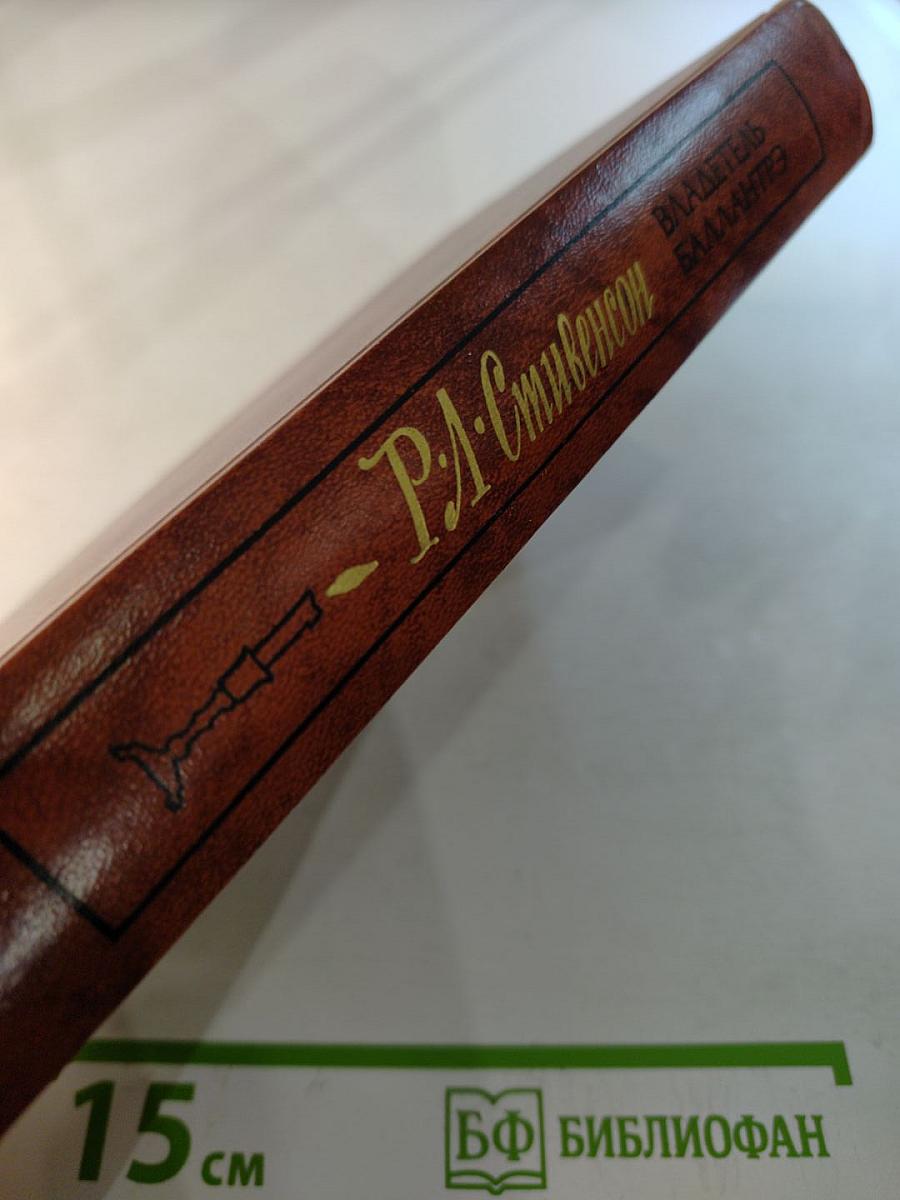 Р·Л·Стивенсон
ВЛАДЕТЕЛЬ
БАЛЛАНТРЭ
15 см
БФ БИБЛИОФАН